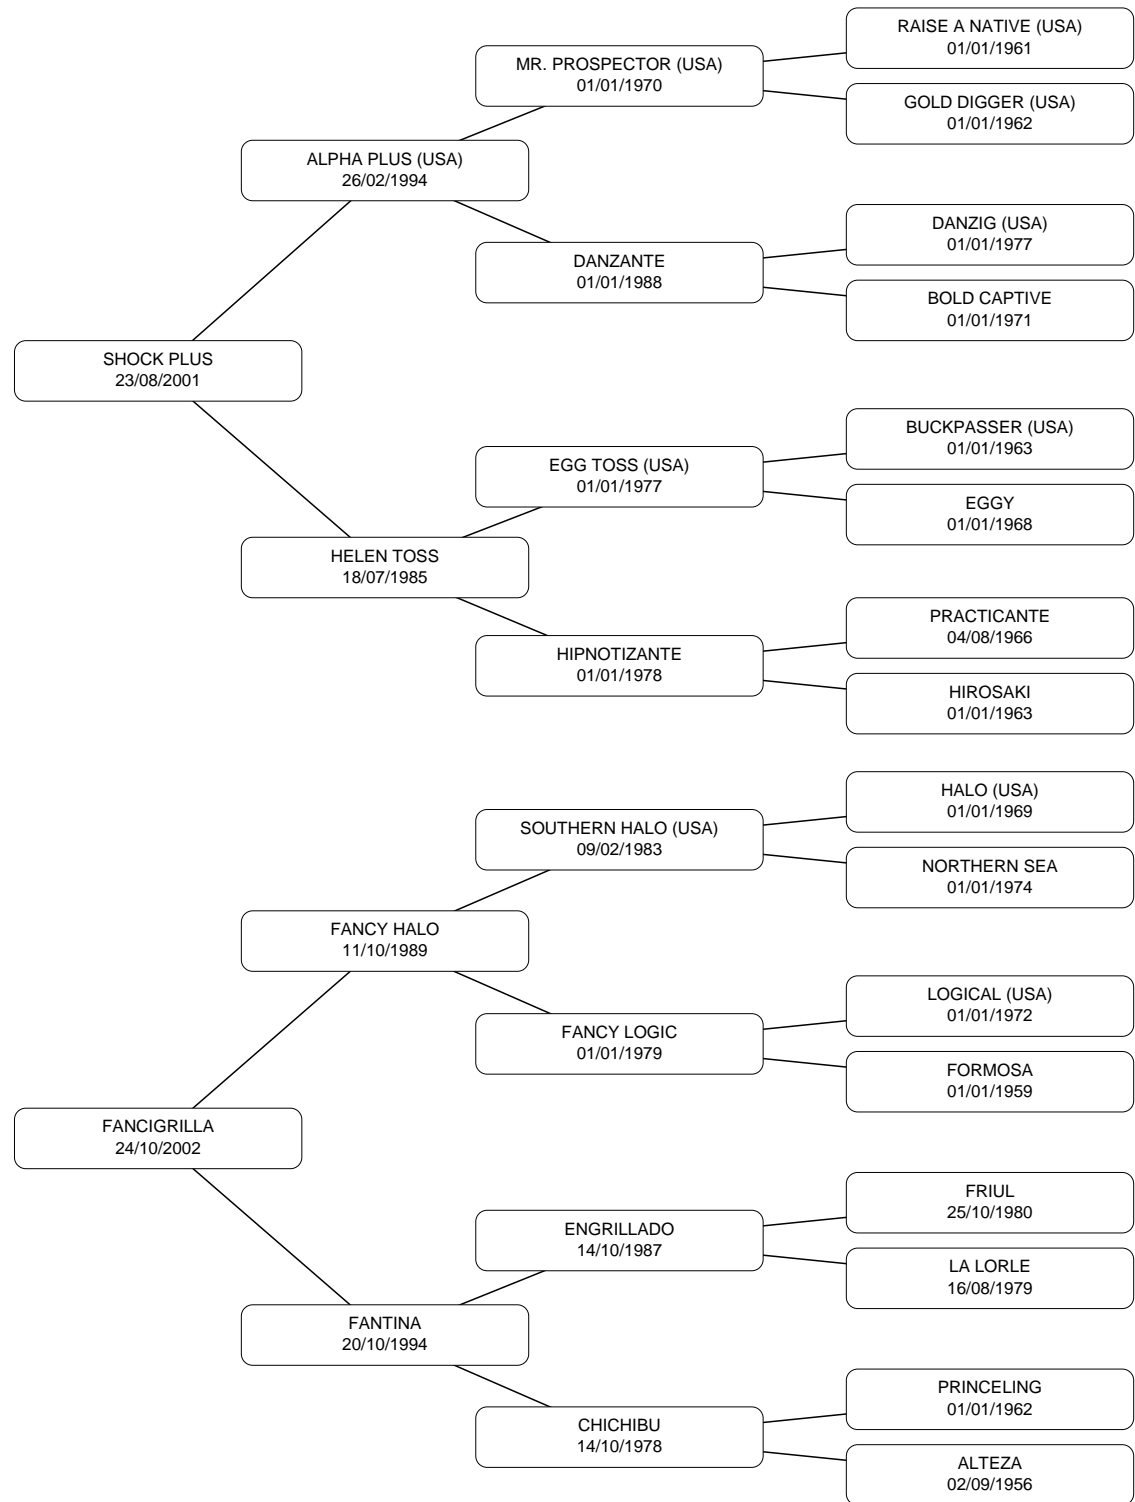 RAISE A NATIVE (USA)
01/01/1961
MR. PROSPECTOR (USA)
01/01/1970
GOLD DIGGER (USA)
01/01/1962
ALPHA PLUS (USA)
26/02/1994
DANZIG (USA)
01/01/1977
DANZANTE
01/01/1988
BOLD CAPTIVE
01/01/1971
SHOCK PLUS
23/08/2001
BUCKPASSER (USA)
01/01/1963
EGG TOSS (USA)
01/01/1977
EGGY
01/01/1968
HELEN TOSS
18/07/1985
PRACTICANTE
04/08/1966
HIPNOTIZANTE
01/01/1978
HIROSAKI
01/01/1963
HALO (USA)
01/01/1969
SOUTHERN HALO (USA)
09/02/1983
NORTHERN SEA
01/01/1974
FANCY HALO
11/10/1989
LOGICAL (USA)
01/01/1972
FANCY LOGIC
01/01/1979
FORMOSA
01/01/1959
FANCIGRILLA
24/10/2002
FRIUL
25/10/1980
ENGRILLADO
14/10/1987
LA LORLE
16/08/1979
FANTINA
20/10/1994
PRINCELING
01/01/1962
CHICHIBU
14/10/1978
ALTEZA
02/09/1956